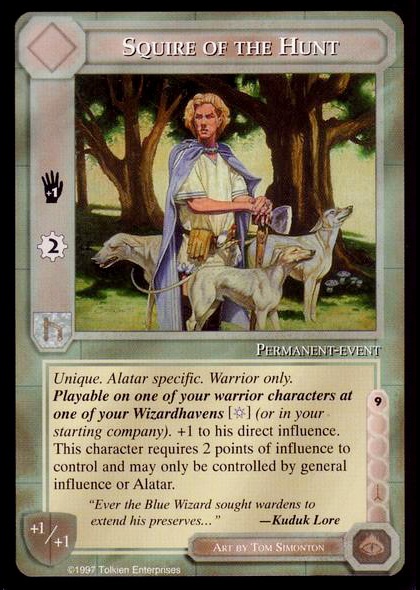 Squire of the Hunt
+1
2
Permanent-event
Unique. Alatar specific. Warrior only.
Playable on one of your warrior characters at
one of your Wizardhavens [☼] (or in your
starting company). +1 to his direct influence.
This character requires 2 points of influence to
control and may only be controlled by general
influence or Alatar.
9
"Ever the Blue Wizard sought wardens to
extend his preserves..." —Kuduk Lore
+1/+1
Art by Tom Simonton
©1997 Tolkien Enterprises